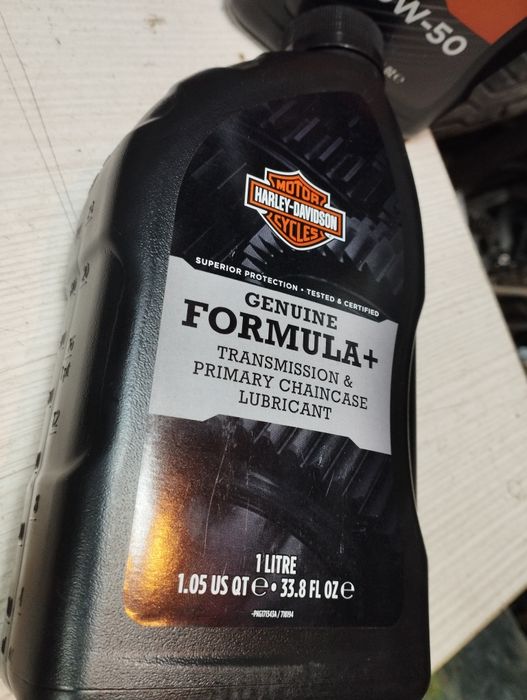 W-50
MOTOR
HARLEY-DAVIDSON
CYCLES
SUPERIOR PROTECTION • TESTED & CERTIFIED
GENUINE
FORMULA+
TRANSMISSION &
PRIMARY CHAINCASE
LUBRICANT
1 LITRE
1.05 US QT ℮ • 33.8 FL OZ ℮